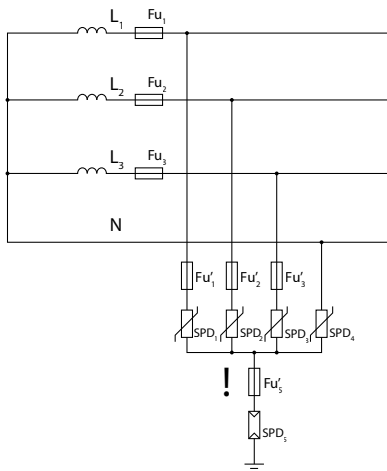 L₁ Fu₁
L₂ Fu₂
L₃ Fu₃
N
Fu'₁ Fu'₂ Fu'₃
SPD₁ SPD₂ SPD₃ SPD₄
! Fu'₅
SPD₅